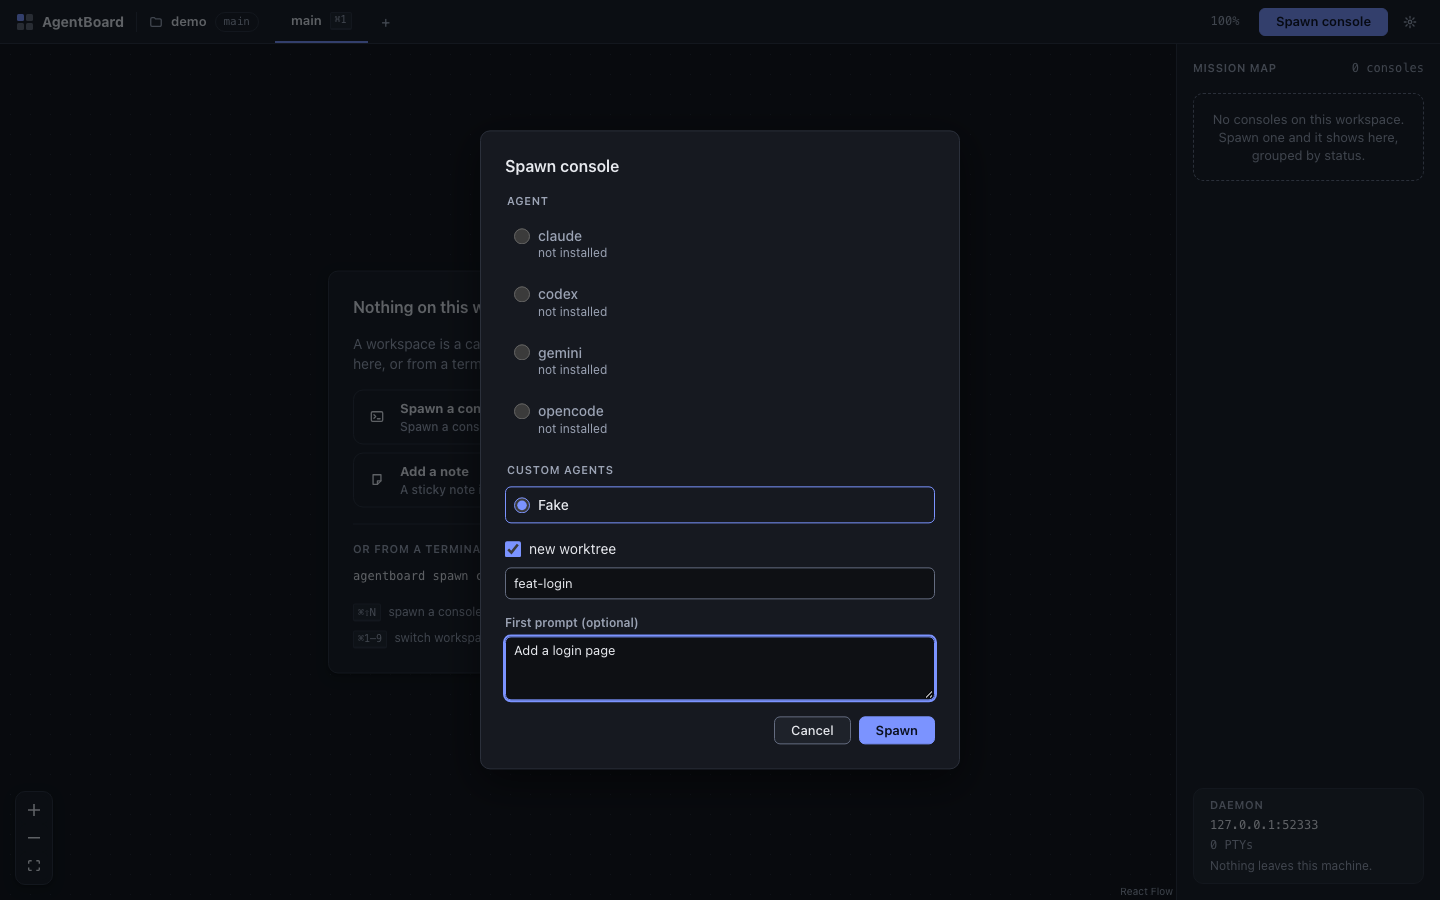 AgentBoard
demo
main
main
⌘1
+
100%
Spawn console
MISSION MAP
0 consoles
No consoles on this workspace.
Spawn one and it shows here,
grouped by status.
Nothing on this w
A workspace is a ca
here, or from a term
Spawn a con
Spawn a cons
Add a note
A sticky note i
OR FROM A TERMINA
agentboard spawn c
⌘⇧N spawn a console
⌘1–9 switch workspa
Spawn console
AGENT
claude
not installed
codex
not installed
gemini
not installed
opencode
not installed
CUSTOM AGENTS
Fake
new worktree
feat-login
First prompt (optional)
Add a login page
Cancel
Spawn
DAEMON
127.0.0.1:52333
0 PTYs
Nothing leaves this machine.
React Flow